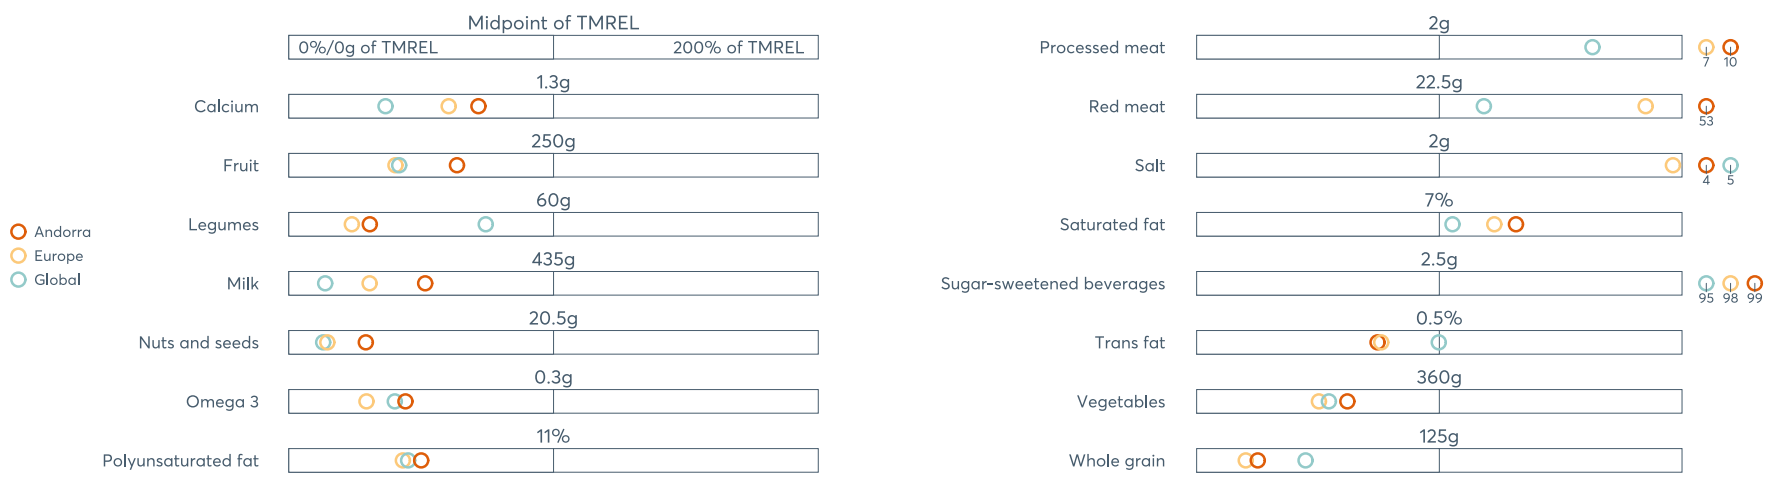 Midpoint of TMREL
0%/0g of TMREL 200% of TMREL
1.3g
Calcium
250g
Fruit
60g
Legumes
435g
Milk
20.5g
Nuts and seeds
0.3g
Omega 3
11%
Polyunsaturated fat
Andorra
Europe
Global
2g
Processed meat
7 10
22.5g
Red meat
53
2g
Salt
4 5
7%
Saturated fat
2.5g
Sugar-sweetened beverages
95 98 99
0.5%
Trans fat
360g
Vegetables
125g
Whole grain